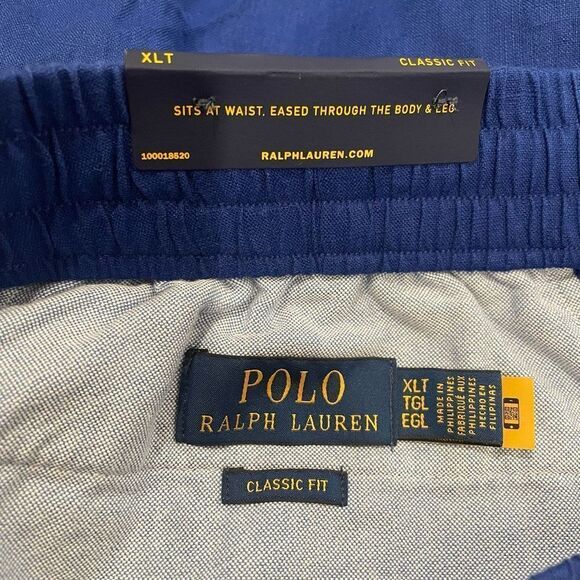 XLT CLASSIC FIT
SITS AT WAIST. EASED THROUGH THE BODY & LEG
100018520 RALPHLAUREN.COM
POLO
RALPH LAUREN
XLT
TGL
EGL
MADE IN
PHILIPPINES
FABRIQUÉ AUX
PHILIPPINES
HECHO EN
FILIPINAS
CLASSIC FIT